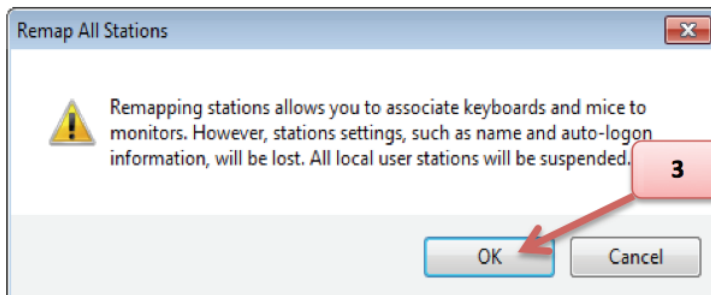 Remap All Stations
Remapping stations allows you to associate keyboards and mice to
monitors. However, stations settings, such as name and auto-logon
information, will be lost. All local user stations will be suspended.
3
OK
Cancel